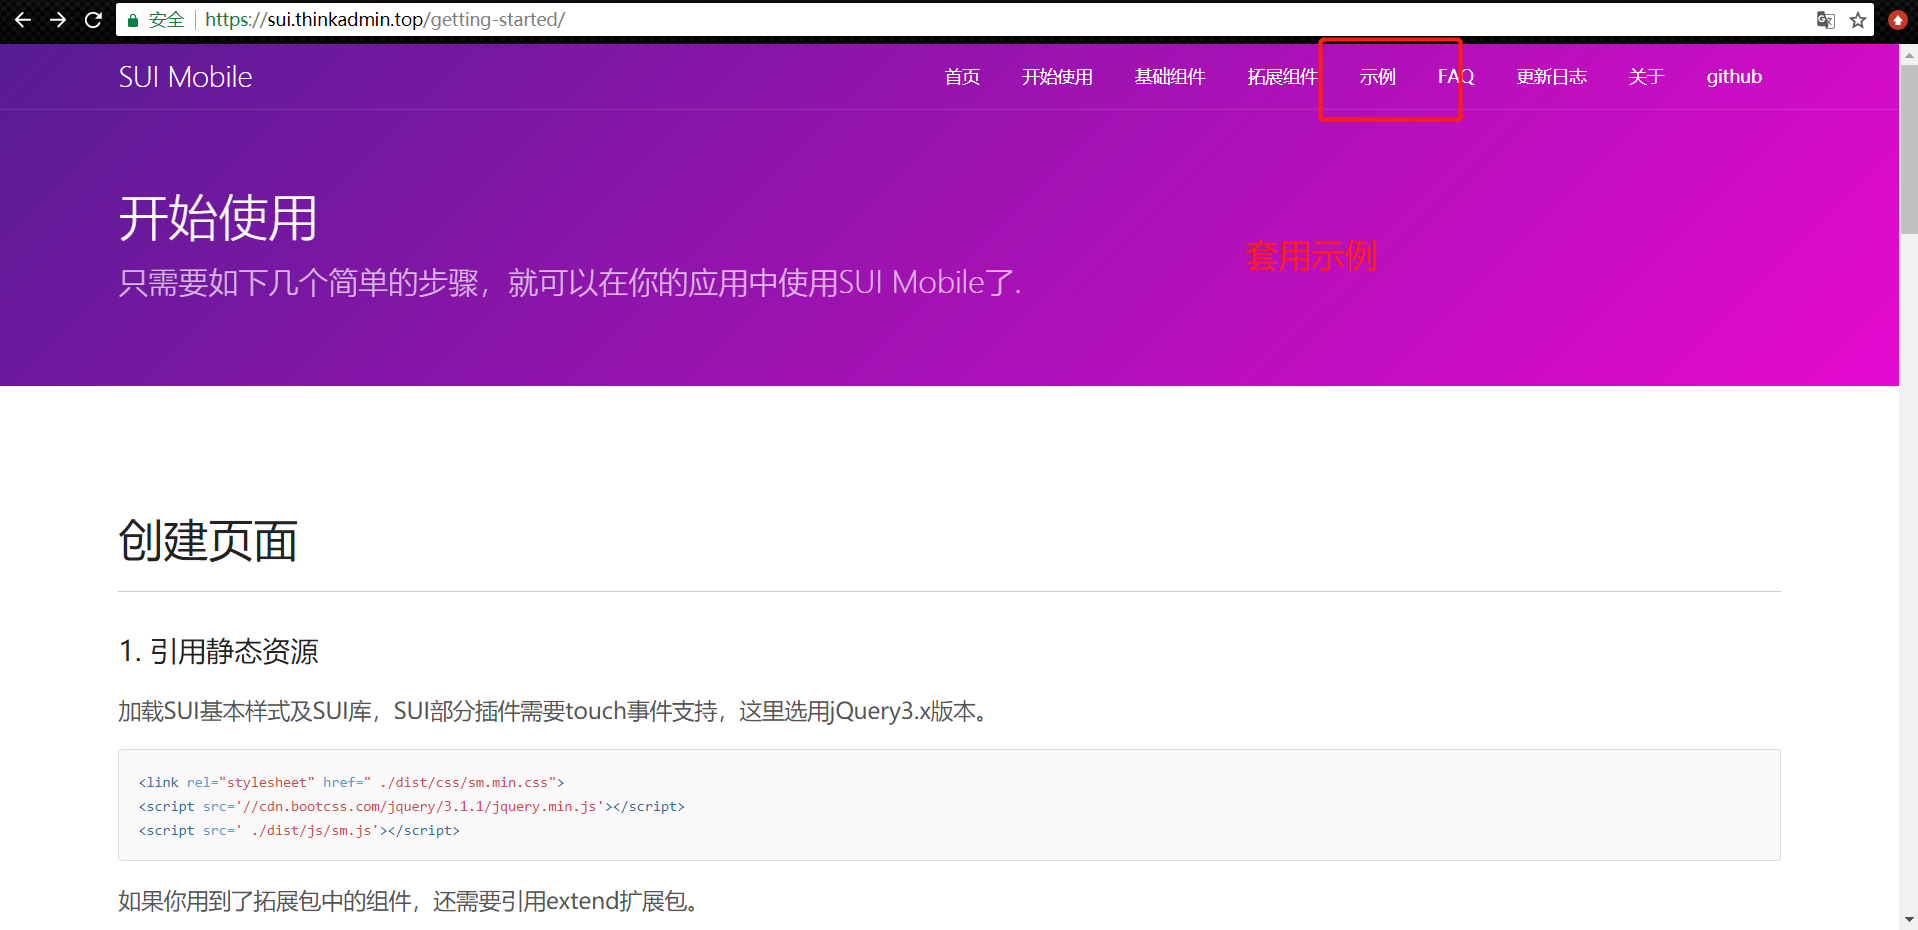 安全 https://sui.thinkadmin.top/getting-started/
SUI Mobile 首页 开始使用 基础组件 拓展组件 示例 FAQ 更新日志 关于 github
开始使用
套用示例
只需要如下几个简单的步骤，就可以在你的应用中使用SUI Mobile了.
创建页面
1. 引用静态资源
加载SUI基本样式及SUI库，SUI部分插件需要touch事件支持，这里选用jQuery3.x版本。
<link rel="stylesheet" href=" ./dist/css/sm.min.css">
<script src='//cdn.bootcss.com/jquery/3.1.1/jquery.min.js'></script>
<script src=' ./dist/js/sm.js'></script>
如果你用到了拓展包中的组件，还需要引用extend扩展包。